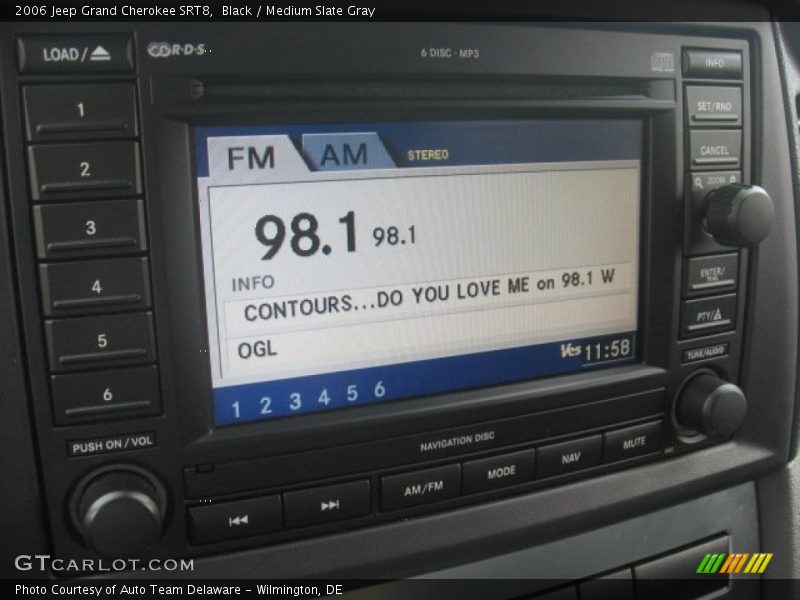 2006 Jeep Grand Cherokee SRT8,  Black / Medium Slate Gray
LOAD/
R·D·S
6 DISC · MP3
INFO
1
2
3
4
5
6
SET/RND
CANCEL
ZOOM
ENTER/
PTY/
TUNE/AUDIO
FM
AM
STEREO
98.1 98.1
INFO
CONTOURS...DO YOU LOVE ME on 98.1 W
OGL
Ves 11:58
1 2 3 4 5 6
PUSH ON / VOL
NAVIGATION DISC
AM/FM
MODE
NAV
MUTE
GTCARLOT.COM
Photo Courtesy of Auto Team Delaware – Wilmington, DE